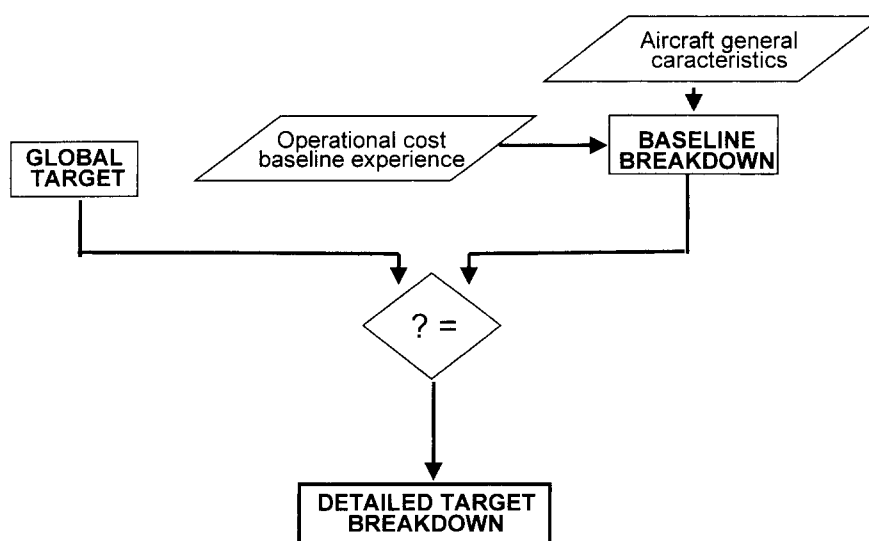 Aircraft general
caracteristics
Operational cost
baseline experience
BASELINE
BREAKDOWN
GLOBAL
TARGET
? =
DETAILED TARGET
BREAKDOWN